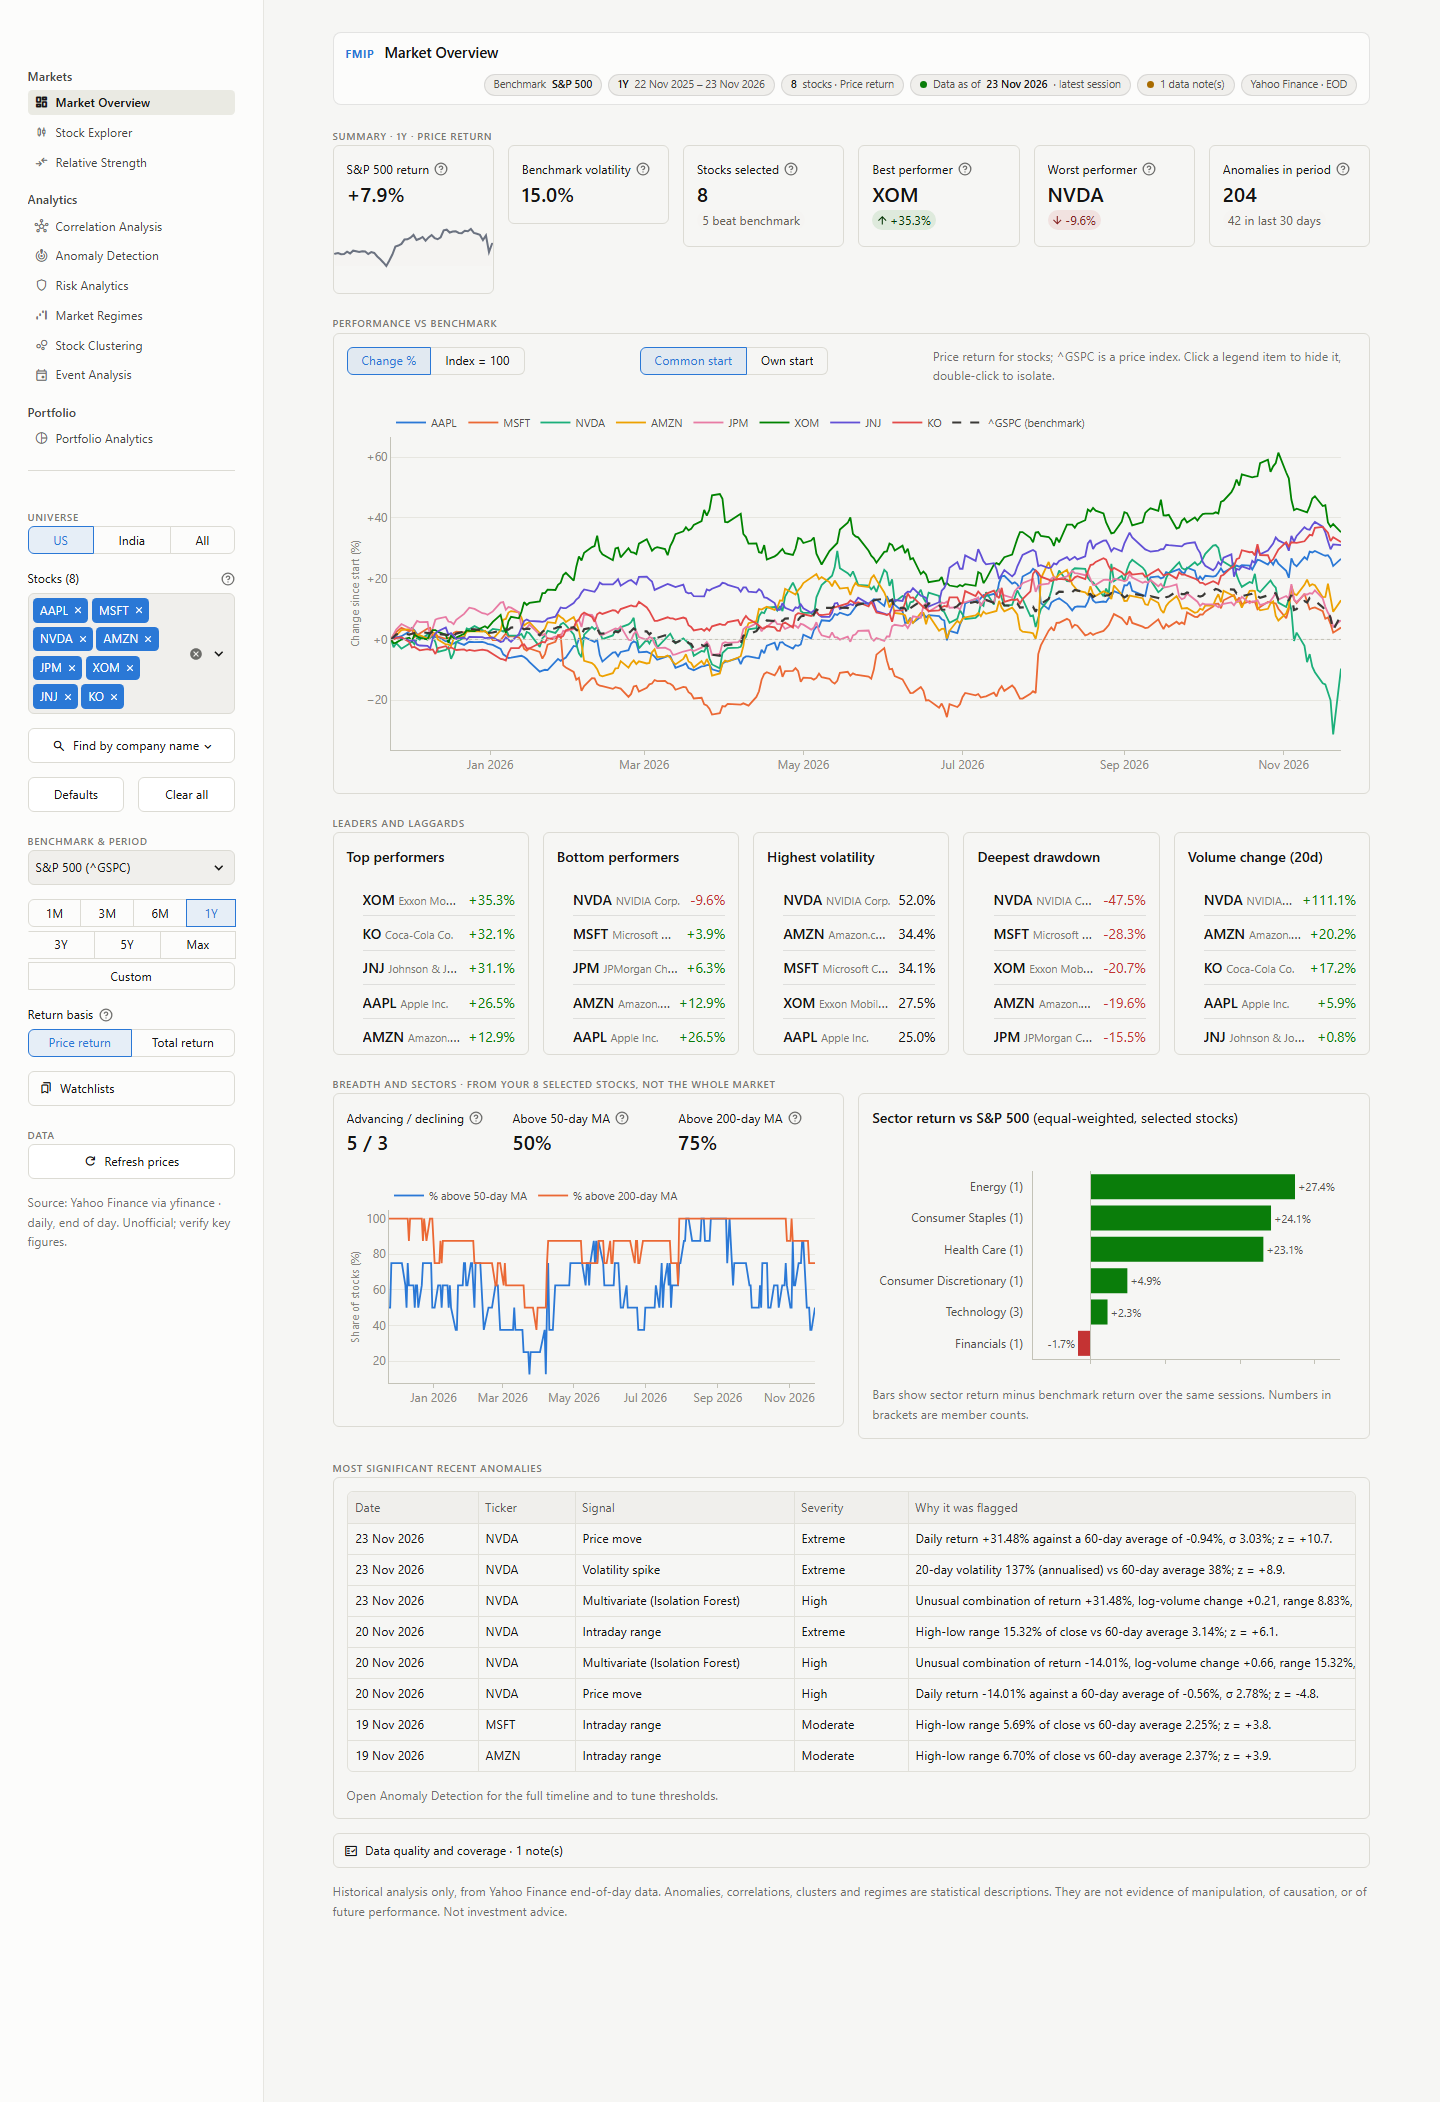 Markets
Market Overview
Stock Explorer
Relative Strength
Analytics
Correlation Analysis
Anomaly Detection
Risk Analytics
Market Regimes
Stock Clustering
Event Analysis
Portfolio
Portfolio Analytics
UNIVERSE
US India All
Stocks (8)
AAPL × MSFT ×
NVDA × AMZN ×
JPM × XOM ×
JNJ × KO ×
Find by company name
Defaults Clear all
BENCHMARK & PERIOD
S&P 500 (^GSPC)
1M 3M 6M 1Y
3Y 5Y Max
Custom
Return basis
Price return Total return
Watchlists
DATA
Refresh prices
Source: Yahoo Finance via yfinance ·
daily, end of day. Unofficial; verify key
figures.
FMIP Market Overview
Benchmark S&P 500 1Y 22 Nov 2025 – 23 Nov 2026 8 stocks · Price return Data as of 23 Nov 2026 · latest session 1 data note(s) Yahoo Finance · EOD
SUMMARY · 1Y · PRICE RETURN
S&P 500 return
+7.9%
Benchmark volatility
15.0%
Stocks selected
8
5 beat benchmark
Best performer
XOM
↑ +35.3%
Worst performer
NVDA
↓ -9.6%
Anomalies in period
204
42 in last 30 days
PERFORMANCE VS BENCHMARK
Change % Index = 100 Common start Own start
Price return for stocks; ^GSPC is a price index. Click a legend item to hide it,
double-click to isolate.
AAPL MSFT NVDA AMZN JPM XOM JNJ KO ^GSPC (benchmark)
Change since start (%)
+60
+40
+20
+0
−20
Jan 2026 Mar 2026 May 2026 Jul 2026 Sep 2026 Nov 2026
LEADERS AND LAGGARDS
Top performers
XOM Exxon Mo... +35.3%
KO Coca-Cola Co. +32.1%
JNJ Johnson & J... +31.1%
AAPL Apple Inc. +26.5%
AMZN Amazon.... +12.9%
Bottom performers
NVDA NVIDIA Corp. -9.6%
MSFT Microsoft ... +3.9%
JPM JPMorgan Ch... +6.3%
AMZN Amazon.... +12.9%
AAPL Apple Inc. +26.5%
Highest volatility
NVDA NVIDIA Corp. 52.0%
AMZN Amazon.c... 34.4%
MSFT Microsoft C... 34.1%
XOM Exxon Mobil... 27.5%
AAPL Apple Inc. 25.0%
Deepest drawdown
NVDA NVIDIA C... -47.5%
MSFT Microsoft ... -28.3%
XOM Exxon Mob... -20.7%
AMZN Amazon.... -19.6%
JPM JPMorgan C... -15.5%
Volume change (20d)
NVDA NVIDIA... +111.1%
AMZN Amazon.... +20.2%
KO Coca-Cola Co. +17.2%
AAPL Apple Inc. +5.9%
JNJ Johnson & Jo... +0.8%
BREADTH AND SECTORS · FROM YOUR 8 SELECTED STOCKS, NOT THE WHOLE MARKET
Advancing / declining
5 / 3
Above 50-day MA
50%
Above 200-day MA
75%
% above 50-day MA % above 200-day MA
Share of stocks (%)
100
80
60
40
20
Jan 2026 Mar 2026 May 2026 Jul 2026 Sep 2026 Nov 2026
Sector return vs S&P 500 (equal-weighted, selected stocks)
Energy (1) +27.4%
Consumer Staples (1) +24.1%
Health Care (1) +23.1%
Consumer Discretionary (1) +4.9%
Technology (3) +2.3%
Financials (1) -1.7%
Bars show sector return minus benchmark return over the same sessions. Numbers in
brackets are member counts.
MOST SIGNIFICANT RECENT ANOMALIES
Date Ticker Signal Severity Why it was flagged
23 Nov 2026 NVDA Price move Extreme Daily return +31.48% against a 60-day average of -0.94%, σ 3.03%; z = +10.7.
23 Nov 2026 NVDA Volatility spike Extreme 20-day volatility 137% (annualised) vs 60-day average 38%; z = +8.9.
23 Nov 2026 NVDA Multivariate (Isolation Forest) High Unusual combination of return +31.48%, log-volume change +0.21, range 8.83%,
20 Nov 2026 NVDA Intraday range Extreme High-low range 15.32% of close vs 60-day average 3.14%; z = +6.1.
20 Nov 2026 NVDA Multivariate (Isolation Forest) High Unusual combination of return -14.01%, log-volume change +0.66, range 15.32%,
20 Nov 2026 NVDA Price move High Daily return -14.01% against a 60-day average of -0.56%, σ 2.78%; z = -4.8.
19 Nov 2026 MSFT Intraday range Moderate High-low range 5.69% of close vs 60-day average 2.25%; z = +3.8.
19 Nov 2026 AMZN Intraday range Moderate High-low range 6.70% of close vs 60-day average 2.37%; z = +3.9.
Open Anomaly Detection for the full timeline and to tune thresholds.
Data quality and coverage · 1 note(s)
Historical analysis only, from Yahoo Finance end-of-day data. Anomalies, correlations, clusters and regimes are statistical descriptions. They are not evidence of manipulation, of causation, or of
future performance. Not investment advice.